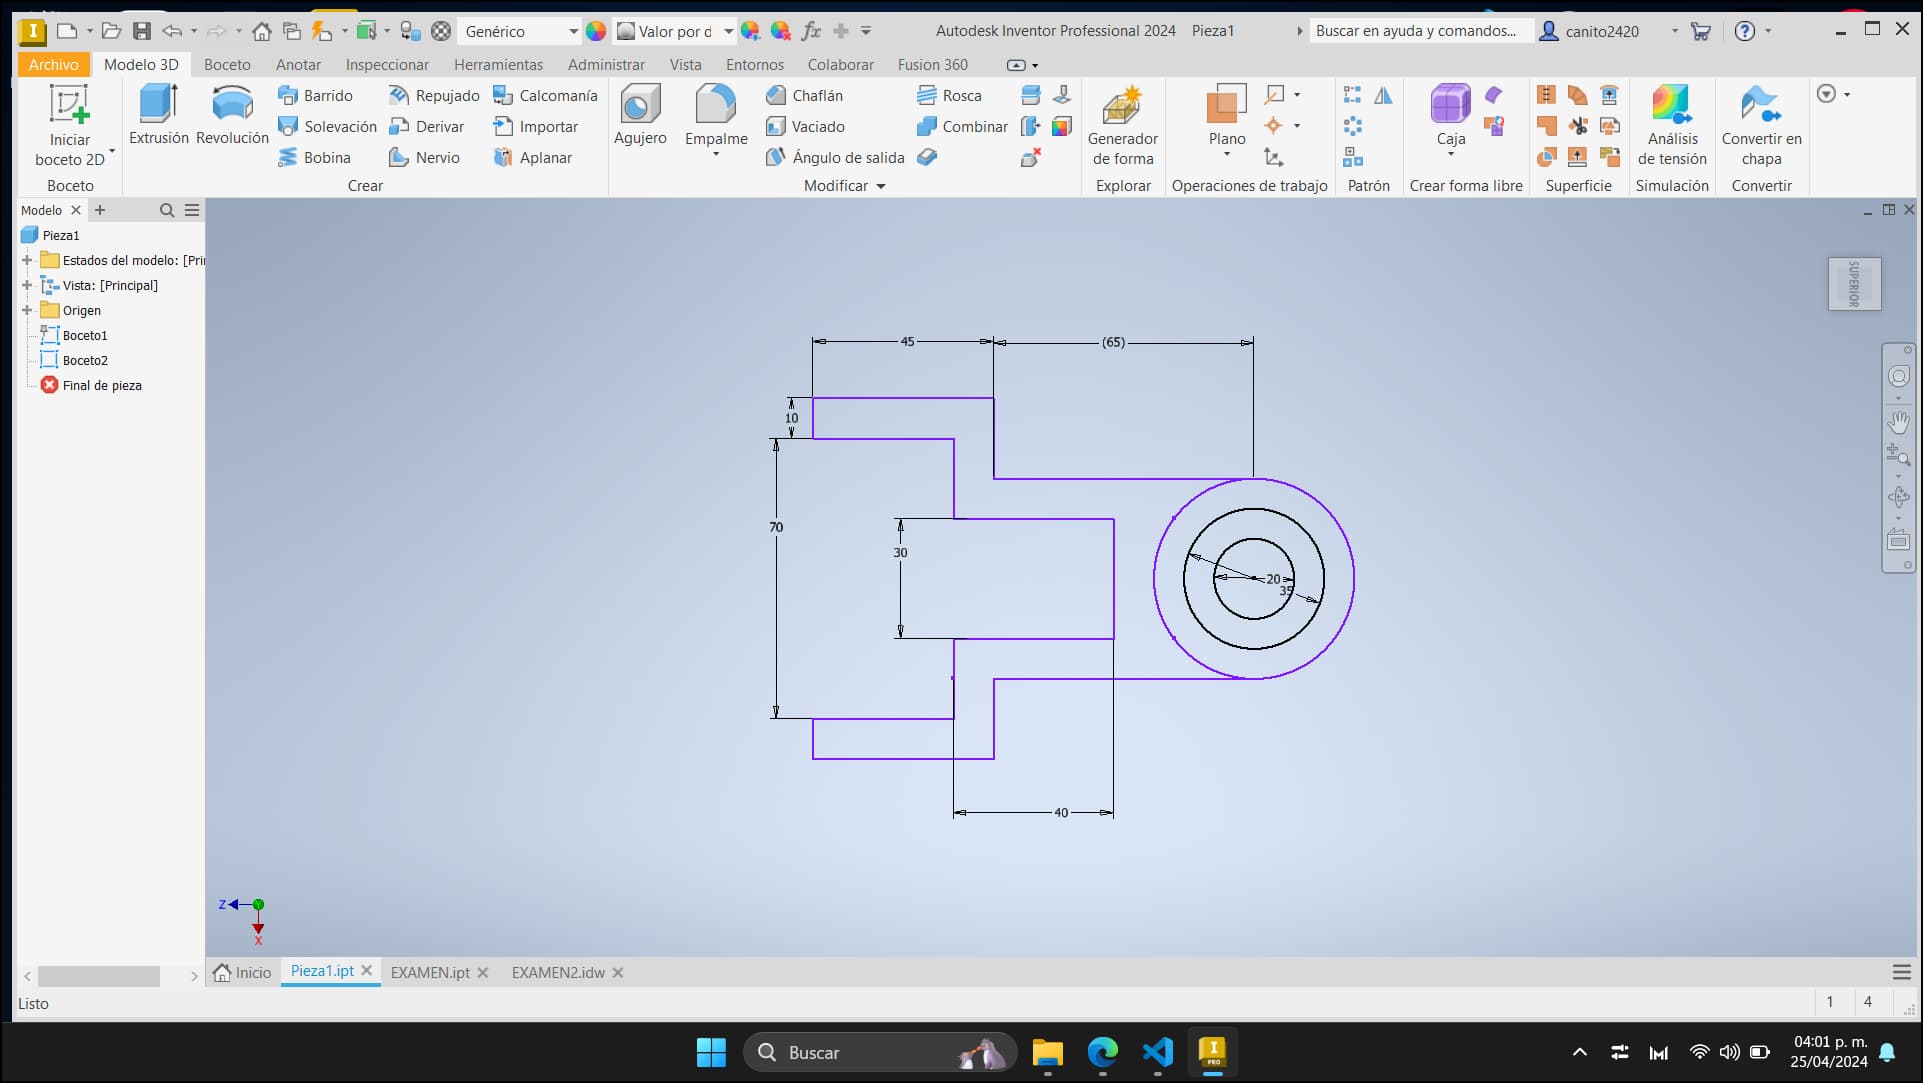 Genérico
Valor por d
Autodesk Inventor Professional 2024 Pieza1
Buscar en ayuda y comandos...
canito2420
Archivo Modelo 3D Boceto Anotar Inspeccionar Herramientas Administrar Vista Entornos Colaborar Fusion 360
Iniciar
boceto 2D
Boceto
Extrusión Revolución
Barrido Repujado Calcomanía
Solevación Derivar Importar
Bobina Nervio Aplanar
Crear
Agujero Empalme
Chaflán Rosca
Vaciado Combinar
Ángulo de salida
Modificar
Generador
de forma
Explorar
Plano
Operaciones de trabajo
Patrón
Caja
Crear forma libre
Superficie
Análisis
de tensión
Simulación
Convertir en
chapa
Convertir
Modelo
Pieza1
Estados del modelo: [Pri
Vista: [Principal]
Origen
Boceto1
Boceto2
Final de pieza
SUPERIOR
45
(65)
10
70
30
20
35
40
Z
Y
X
Inicio Pieza1.ipt EXAMEN.ipt EXAMEN2.idw
Listo
1 4
Buscar
PRO
04:01 p. m.
25/04/2024